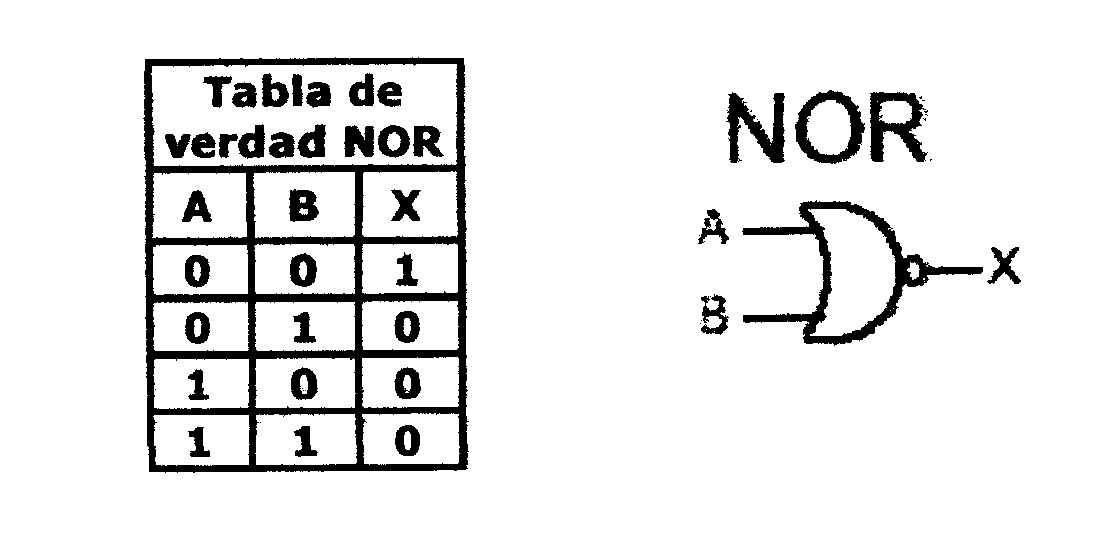 Tabla de
verdad NOR
A B X
0 0 1
0 1 0
1 0 0
1 1 0
NOR
A
B
X